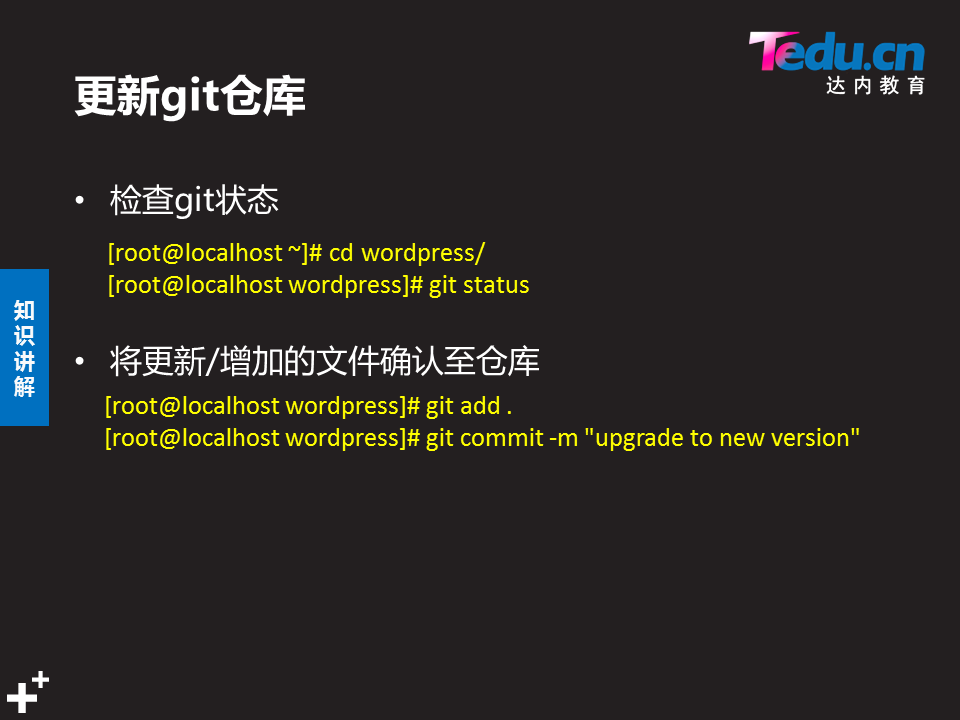 Tedu.cn
达内教育
更新git仓库
• 检查git状态
[root@localhost ~]# cd wordpress/
[root@localhost wordpress]# git status
知识讲解
• 将更新/增加的文件确认至仓库
[root@localhost wordpress]# git add .
[root@localhost wordpress]# git commit -m "upgrade to new version"